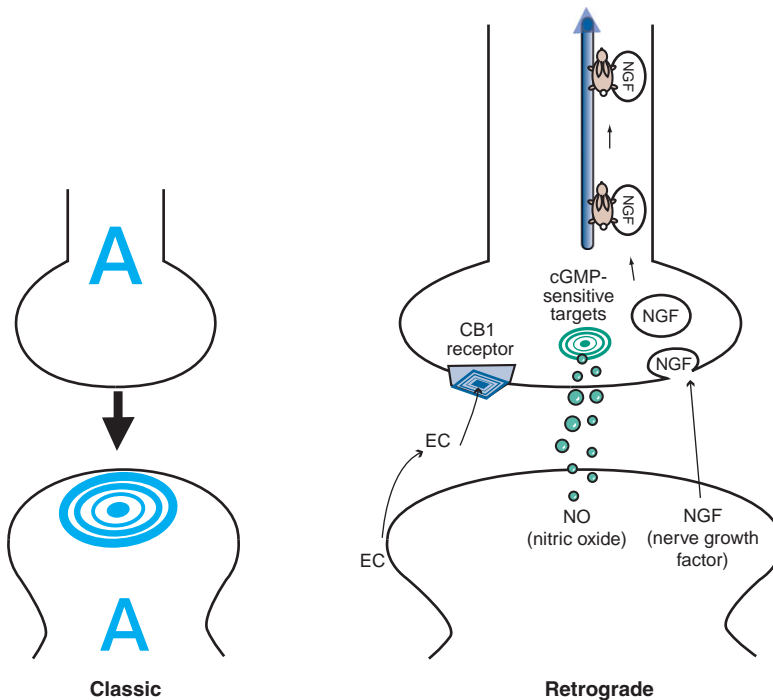 A
A
Classic
NGF
NGF
cGMP-
sensitive
targets
NGF
CB1
receptor
NGF
EC
EC
NO
(nitric oxide)
NGF
(nerve growth
factor)
Retrograde